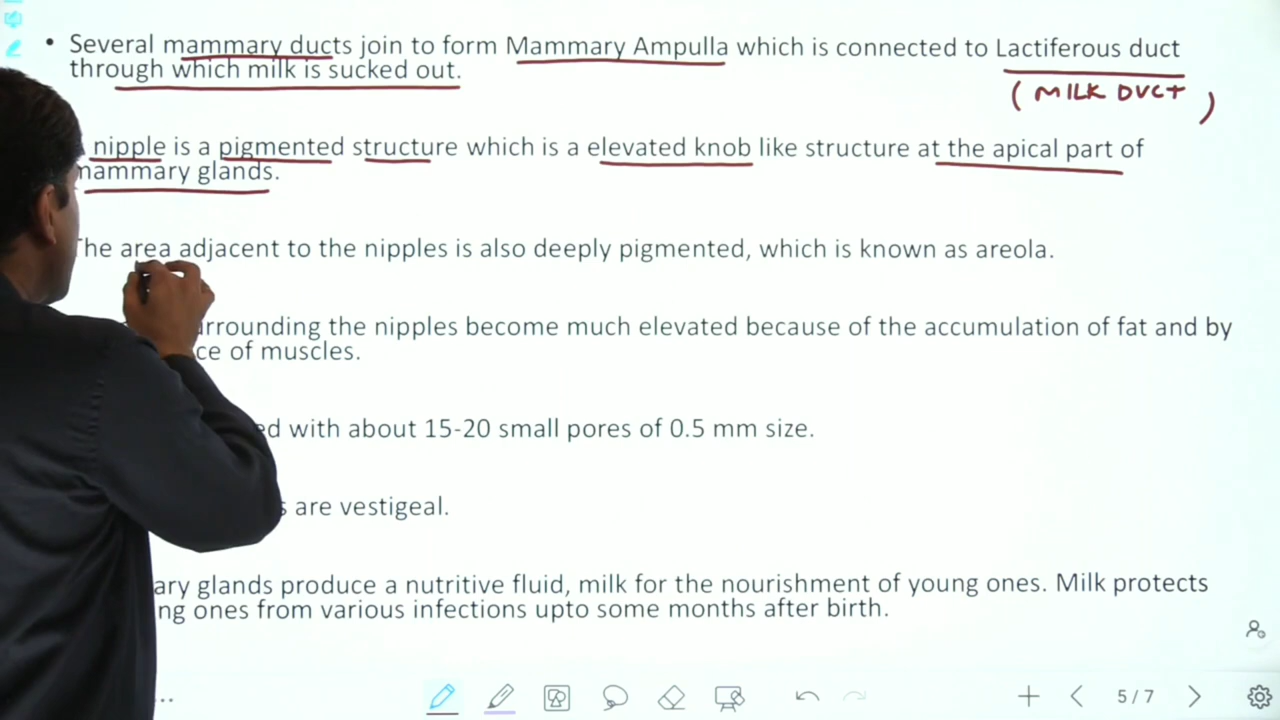 • Several mammary ducts join to form Mammary Ampulla which is connected to Lactiferous duct
through which milk is sucked out.
( MILK DUCT )
nipple is a pigmented structure which is a elevated knob like structure at the apical part of
mammary glands.
The area adjacent to the nipples is also deeply pigmented, which is known as areola.
rrounding the nipples become much elevated because of the accumulation of fat and by
ce of muscles.
ed with about 15-20 small pores of 0.5 mm size.
s are vestigeal.
ary glands produce a nutritive fluid, milk for the nourishment of young ones. Milk protects
ng ones from various infections upto some months after birth.
5/7